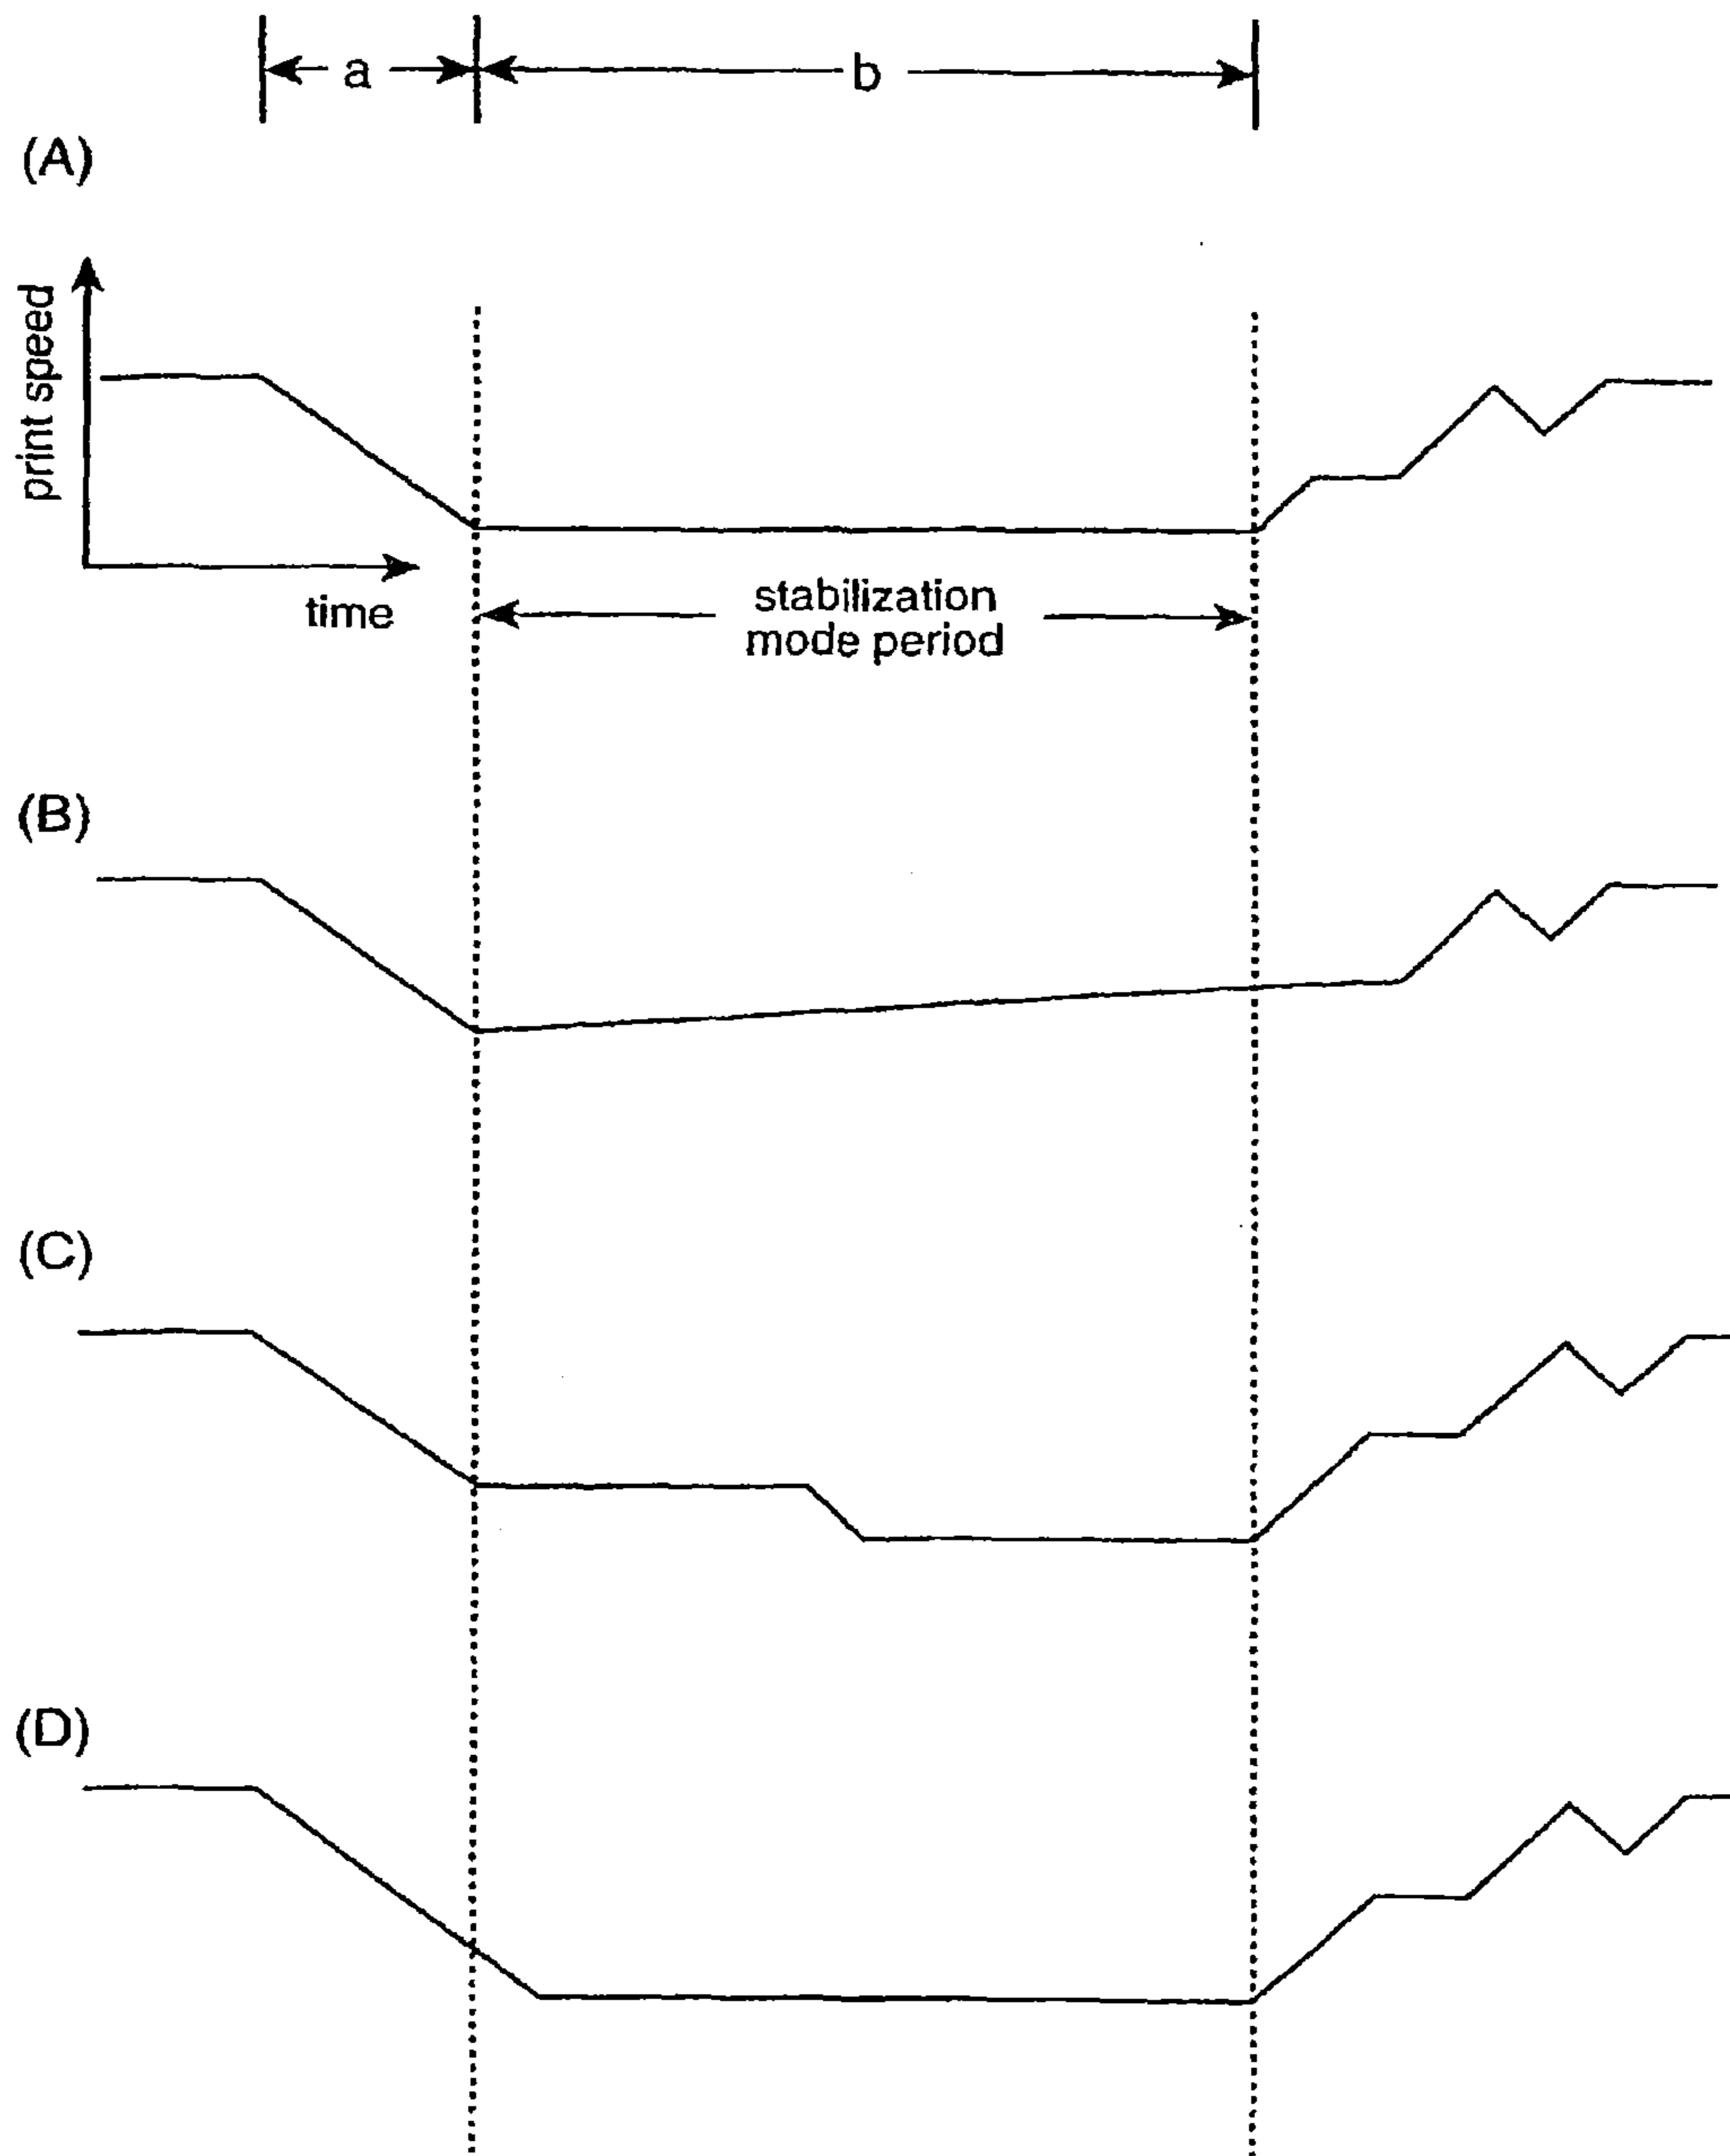 a
b
(A)
print speed
time
stabilization
mode period
(B)
(C)
(D)